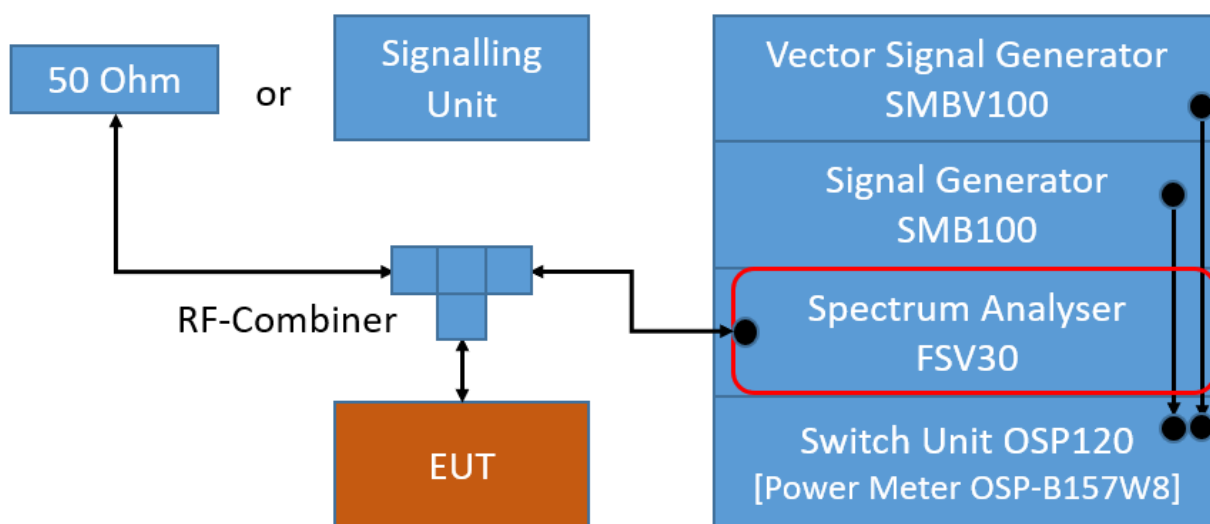 50 Ohm
or
Signalling
Unit
Vector Signal Generator
SMBV100
Signal Generator
SMB100
RF-Combiner
Spectrum Analyser
FSV30
EUT
Switch Unit OSP120
[Power Meter OSP-B157W8]